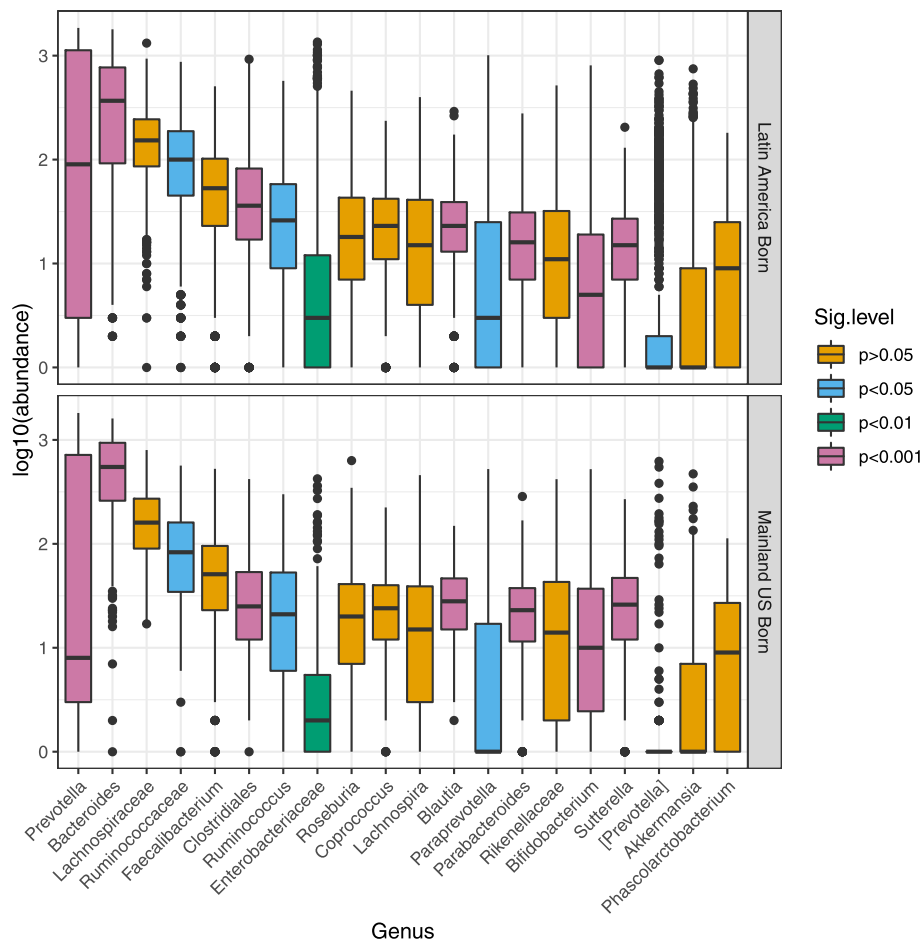 log10(abundance)
3
2
1
0
Latin America Born
3
2
1
0
Mainland US Born
Prevotella
Bacteroides
Lachnospiraceae
Ruminococcaceae
Faecalibacterium
Clostridiales
Ruminococcus
Enterobacteriaceae
Roseburia
Coprococcus
Lachnospira
Blautia
Paraprevotella
Parabacteroides
Rikenellaceae
Bifidobacterium
Sutterella
[Prevotella]
Akkermansia
Phascolarctobacterium
Genus
Sig.level
p>0.05
p<0.05
p<0.01
p<0.001